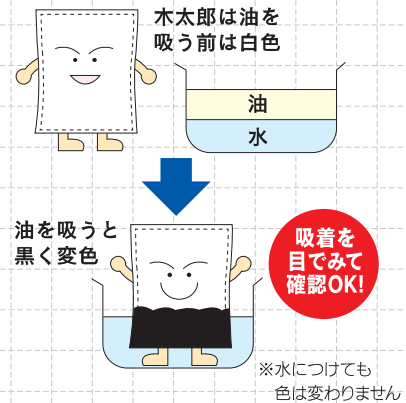 木太郎は油を
吸う前は白色
油
水
油を吸うと
黒く変色
吸着を
目でみて
確認OK!
※水につけても
色は変わりません